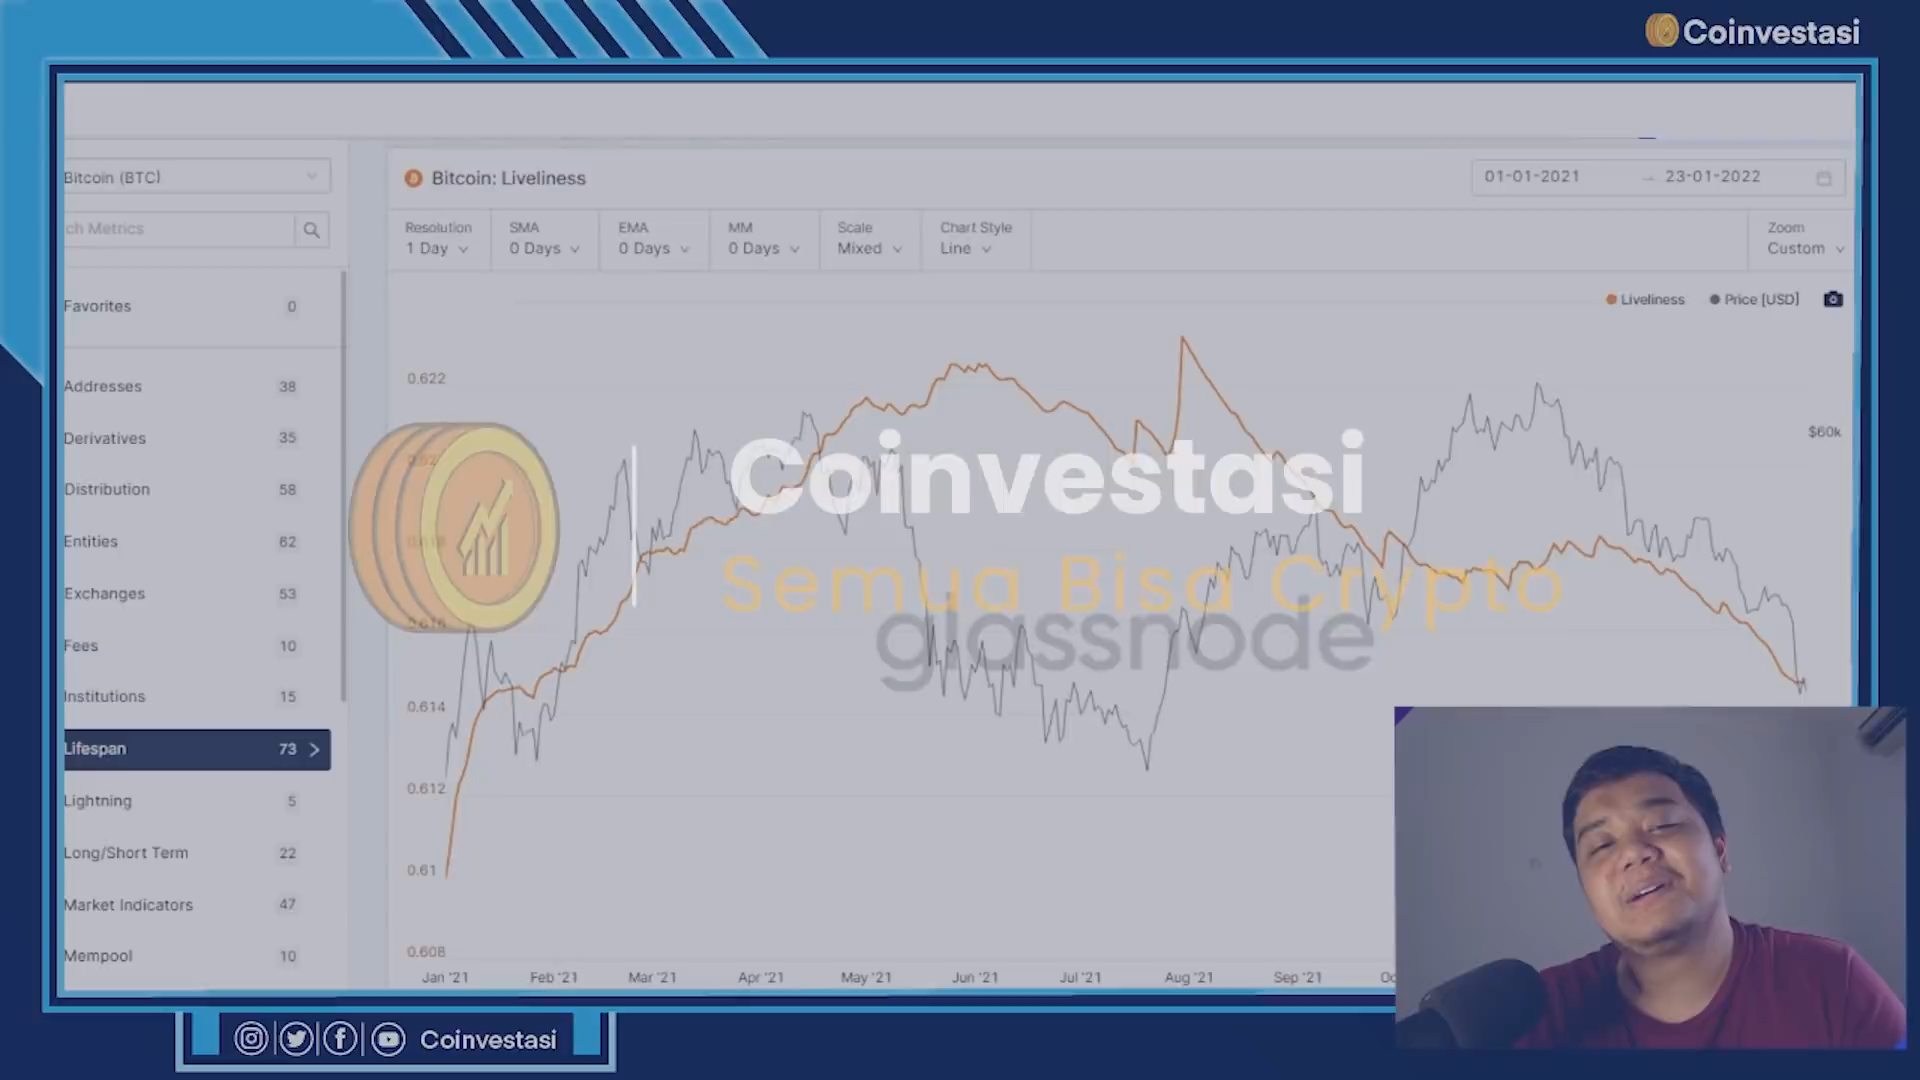 Coinvestasi
Bitcoin (BTC)
Bitcoin: Liveliness
01-01-2021 → 23-01-2022
ch Metrics
Resolution
1 Day
SMA
0 Days
EMA
0 Days
MM
0 Days
Scale
Mixed
Chart Style
Line
Zoom
Custom
Favorites 0
Liveliness
Price [USD]
Addresses 38
Derivatives 35
Distribution 58
Entities 62
Exchanges 53
Fees 10
Institutions 15
Lifespan 73
Lightning 5
Long/Short Term 22
Market Indicators 47
Mempool 10
0.622
0.618
0.616
0.614
0.612
0.61
0.608
$60k
Coinvestasi
Semua Bisa Crypto
glassnode
Jan '21 Feb '21 Mar '21 Apr '21 May '21 Jun '21 Jul '21 Aug '21 Sep '21
Coinvestasi